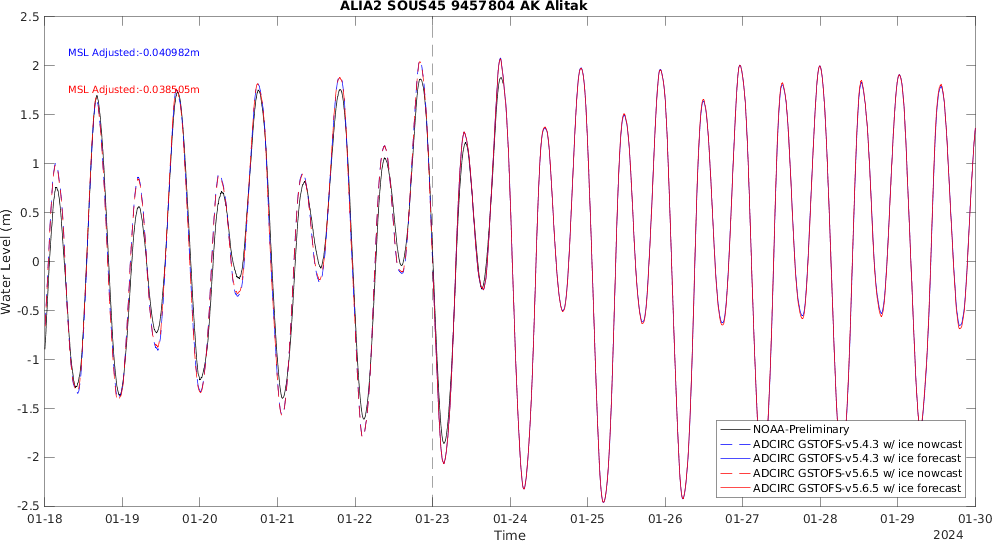 ALIA2 SOUS45 9457804 AK Alitak
MSL Adjusted:-0.040982m
MSL Adjusted:-0.038505m
Water Level (m)
2.5
2
1.5
1
0.5
0
-0.5
-1
-1.5
-2
-2.5
NOAA-Preliminary
ADCIRC GSTOFS-v5.4.3 w/ ice nowcast
ADCIRC GSTOFS-v5.4.3 w/ ice forecast
ADCIRC GSTOFS-v5.6.5 w/ ice nowcast
ADCIRC GSTOFS-v5.6.5 w/ ice forecast
01-18 01-19 01-20 01-21 01-22 01-23 01-24 01-25 01-26 01-27 01-28 01-29 01-30
Time
2024